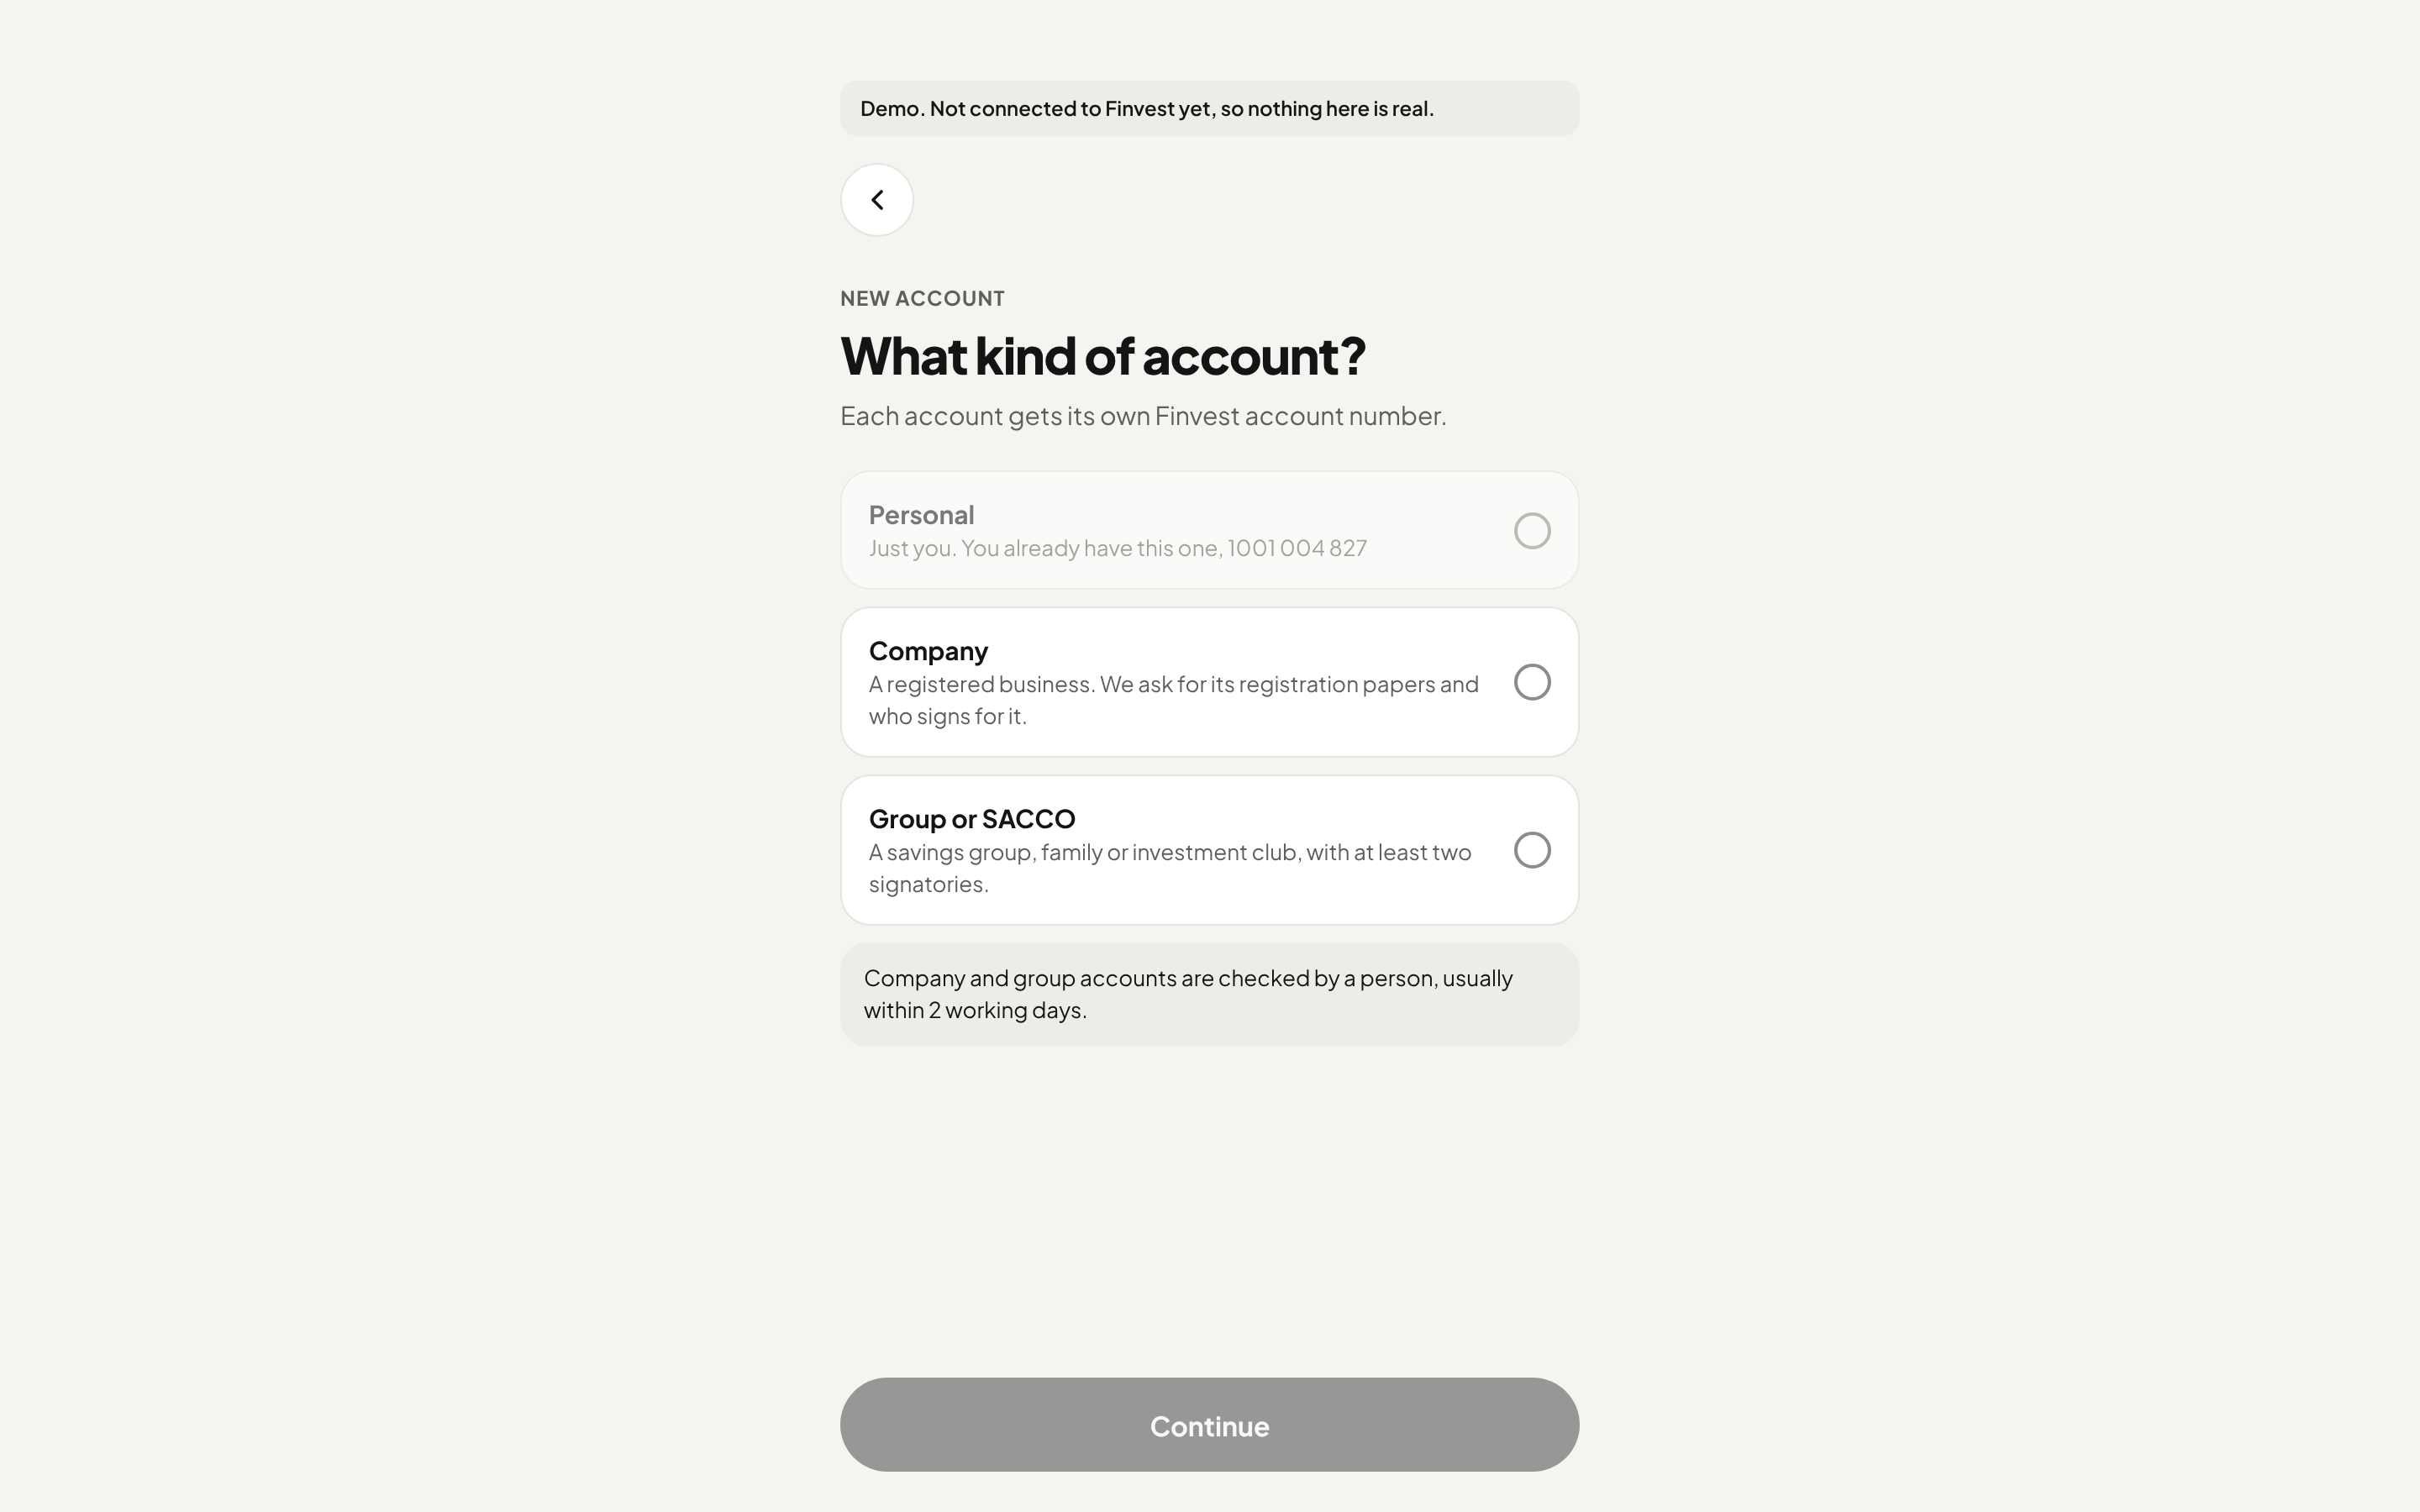 Demo. Not connected to Finvest yet, so nothing here is real.
NEW ACCOUNT
What kind of account?
Each account gets its own Finvest account number.
Personal
Just you. You already have this one, 1001 004 827
Company
A registered business. We ask for its registration papers and
who signs for it.
Group or SACCO
A savings group, family or investment club, with at least two
signatories.
Company and group accounts are checked by a person, usually
within 2 working days.
Continue